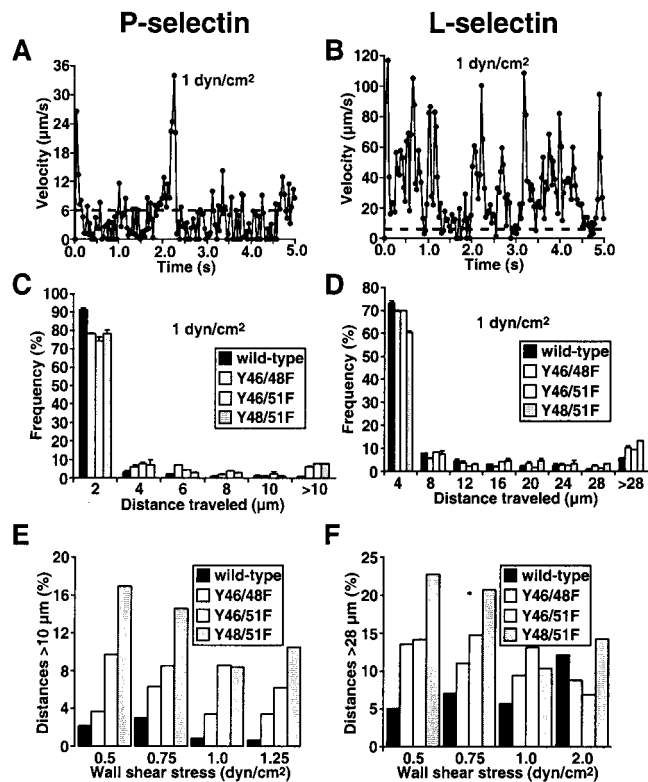 P-selectin
L-selectin
A
1 dyn/cm2
Velocity (µm/s)
36
30
24
18
12
6
0
0.0 1.0 2.0 3.0 4.0 5.0
Time (s)
B
1 dyn/cm2
Velocity (µm/s)
120
100
80
60
40
20
0
0.0 1.0 2.0 3.0 4.0 5.0
Time (s)
C
1 dyn/cm2
Frequency (%)
100
90
80
70
60
50
40
30
20
10
0
wild-type
Y46/48F
Y46/51F
Y48/51F
2 4 6 8 10 >10
Distance traveled (µm)
D
1 dyn/cm2
Frequency (%)
80
70
60
50
40
30
20
10
0
wild-type
Y46/48F
Y46/51F
Y48/51F
4 8 12 16 20 24 28 >28
Distance traveled (µm)
E
Distances >10 µm (%)
20
16
12
8
4
0
wild-type
Y46/48F
Y46/51F
Y48/51F
0.5 0.75 1.0 1.25
Wall shear stress (dyn/cm2)
F
Distances >28 µm (%)
25
20
15
10
5
0
wild-type
Y46/48F
Y46/51F
Y48/51F
0.5 0.75 1.0 2.0
Wall shear stress (dyn/cm2)